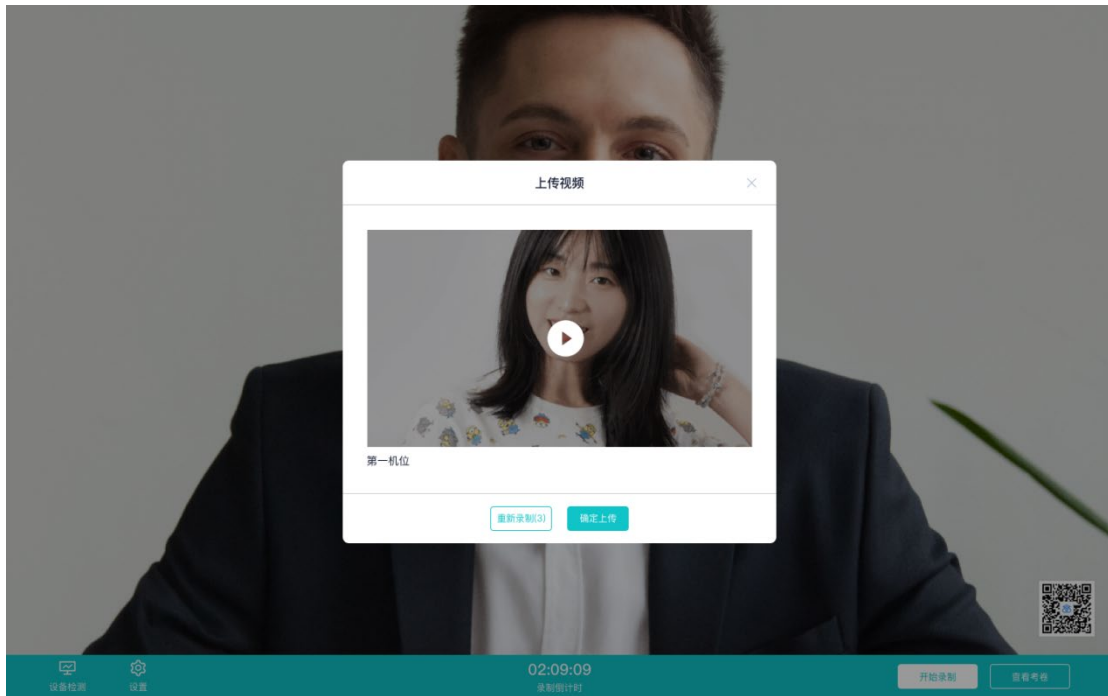 上传视频
第一机位
重新录制(3)
确定上传
设备检测
设置
02:09:09
录制倒计时
开始录制
查看考卷